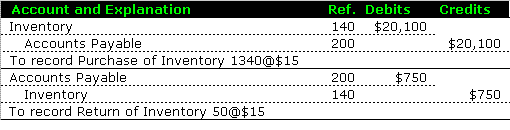 Account and Explanation Ref. Debits Credits
Inventory 140 $20,100
Accounts Payable 200 $20,100
To record Purchase of Inventory 1340@$15
Accounts Payable 200 $750
Inventory 140 $750
To record Return of Inventory 50@$15